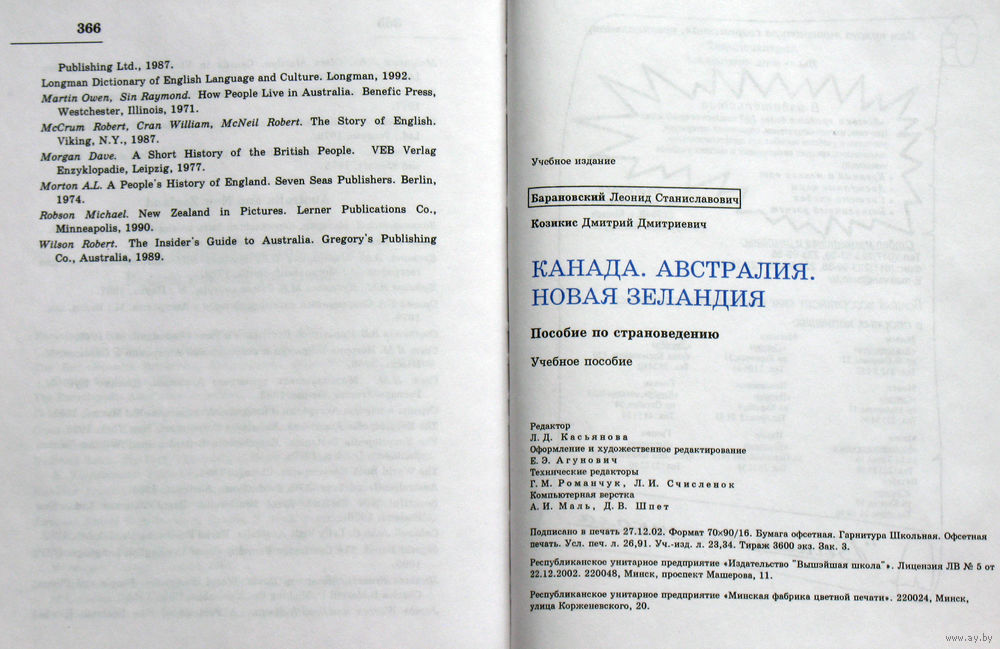 366
Publishing Ltd., 1987.
Longman Dictionary of English Language and Culture. Longman, 1992.
Martin Owen, Sin Raymond. How People Live in Australia. Benefic Press,
Westchester, Illinois, 1971.
McCrum Robert, Cran William, McNeil Robert. The Story of English.
Viking, N.Y., 1987.
Morgan Dave. A Short History of the British People. VEB Verlag
Enzyklopadie, Leipzig, 1977.
Morton A.L. A People's History of England. Seven Seas Publishers. Berlin,
1974.
Robson Michael. New Zealand in Pictures. Lerner Publications Co.,
Minneapolis, 1990.
Wilson Robert. The Insider's Guide to Australia. Gregory's Publishing
Co., Australia, 1989.
Учебное издание
Барановский Леонид Станиславович
Козикис Дмитрий Дмитриевич
КАНАДА. АВСТРАЛИЯ.
НОВАЯ ЗЕЛАНДИЯ
Пособие по страноведению
Учебное пособие
Редактор
Л. Д. Касьянова
Оформление и художественное редактирование
Е. Э. Агунович
Технические редакторы
Г. М. Романчук, Л. И. Счисленок
Компьютерная верстка
А. И. Маль, Д. В. Шпет
Подписано в печать 27.12.02. Формат 70х90/16. Бумага офсетная. Гарнитура Школьная. Офсетная
печать. Усл. печ. л. 26,91. Уч.-изд. л. 23,34. Тираж 3600 экз. Зак. 3.
Республиканское унитарное предприятие «Издательство "Вышэйшая школа"». Лицензия ЛВ № 5 от
22.12.2002. 220048, Минск, проспект Машерова, 11.
Республиканское унитарное предприятие «Минская фабрика цветной печати». 220024, Минск,
улица Корженевского, 20.
www.ay.by